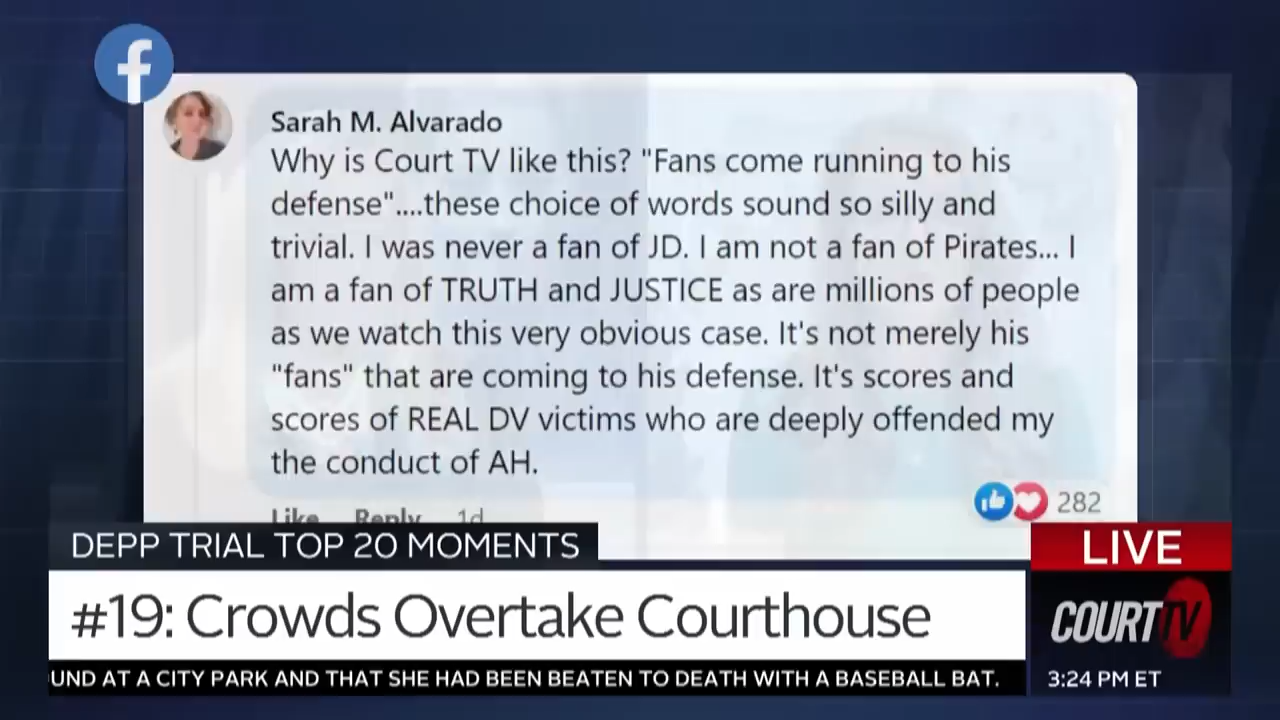 f
Sarah M. Alvarado
Why is Court TV like this? "Fans come running to his
defense"....these choice of words sound so silly and
trivial. I was never a fan of JD. I am not a fan of Pirates... I
am a fan of TRUTH and JUSTICE as are millions of people
as we watch this very obvious case. It's not merely his
"fans" that are coming to his defense. It's scores and
scores of REAL DV victims who are deeply offended my
the conduct of AH.
282
Like Reply 1d
DEPP TRIAL TOP 20 MOMENTS
LIVE
#19: Crowds Overtake Courthouse
COURT TV
UND AT A CITY PARK AND THAT SHE HAD BEEN BEATEN TO DEATH WITH A BASEBALL BAT.
3:24 PM ET